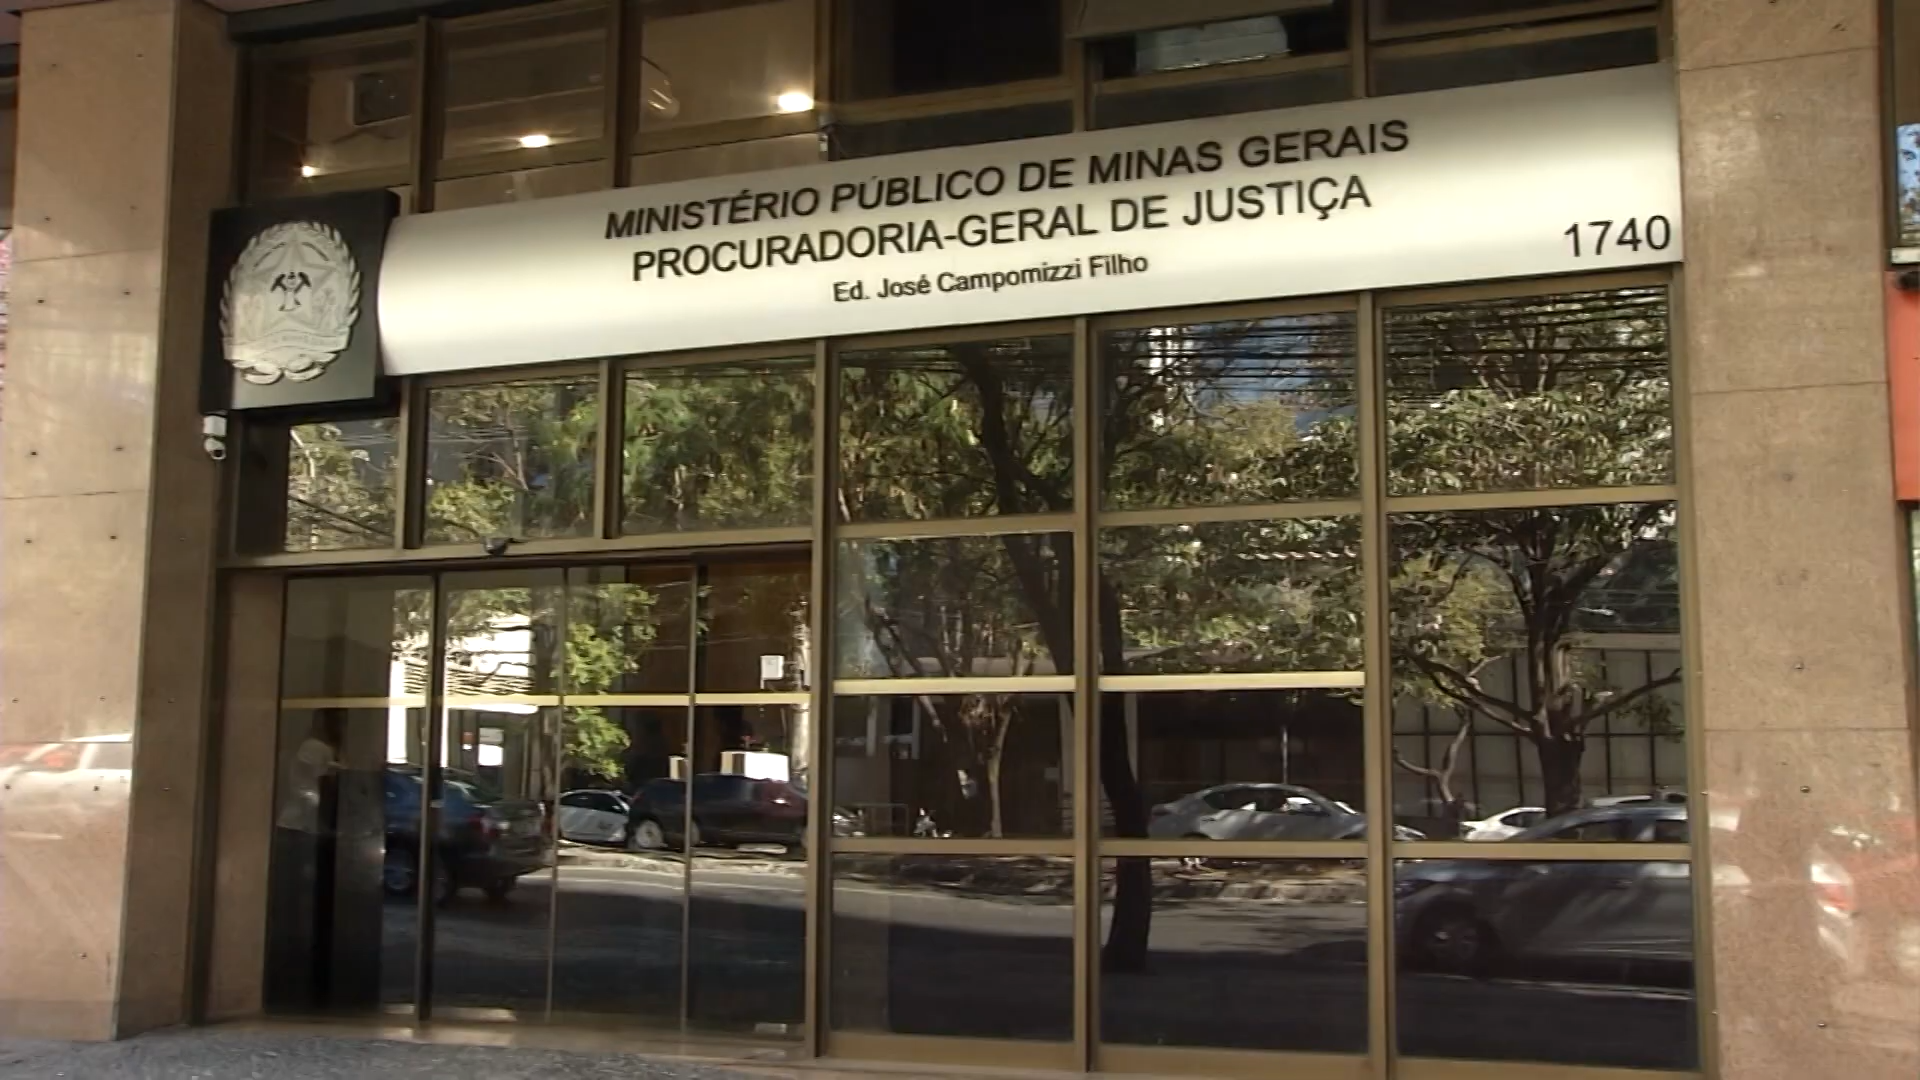 MINISTÉRIO PÚBLICO DE MINAS GERAIS
PROCURADORIA-GERAL DE JUSTIÇA
Ed. José Campomizzi Filho
1740